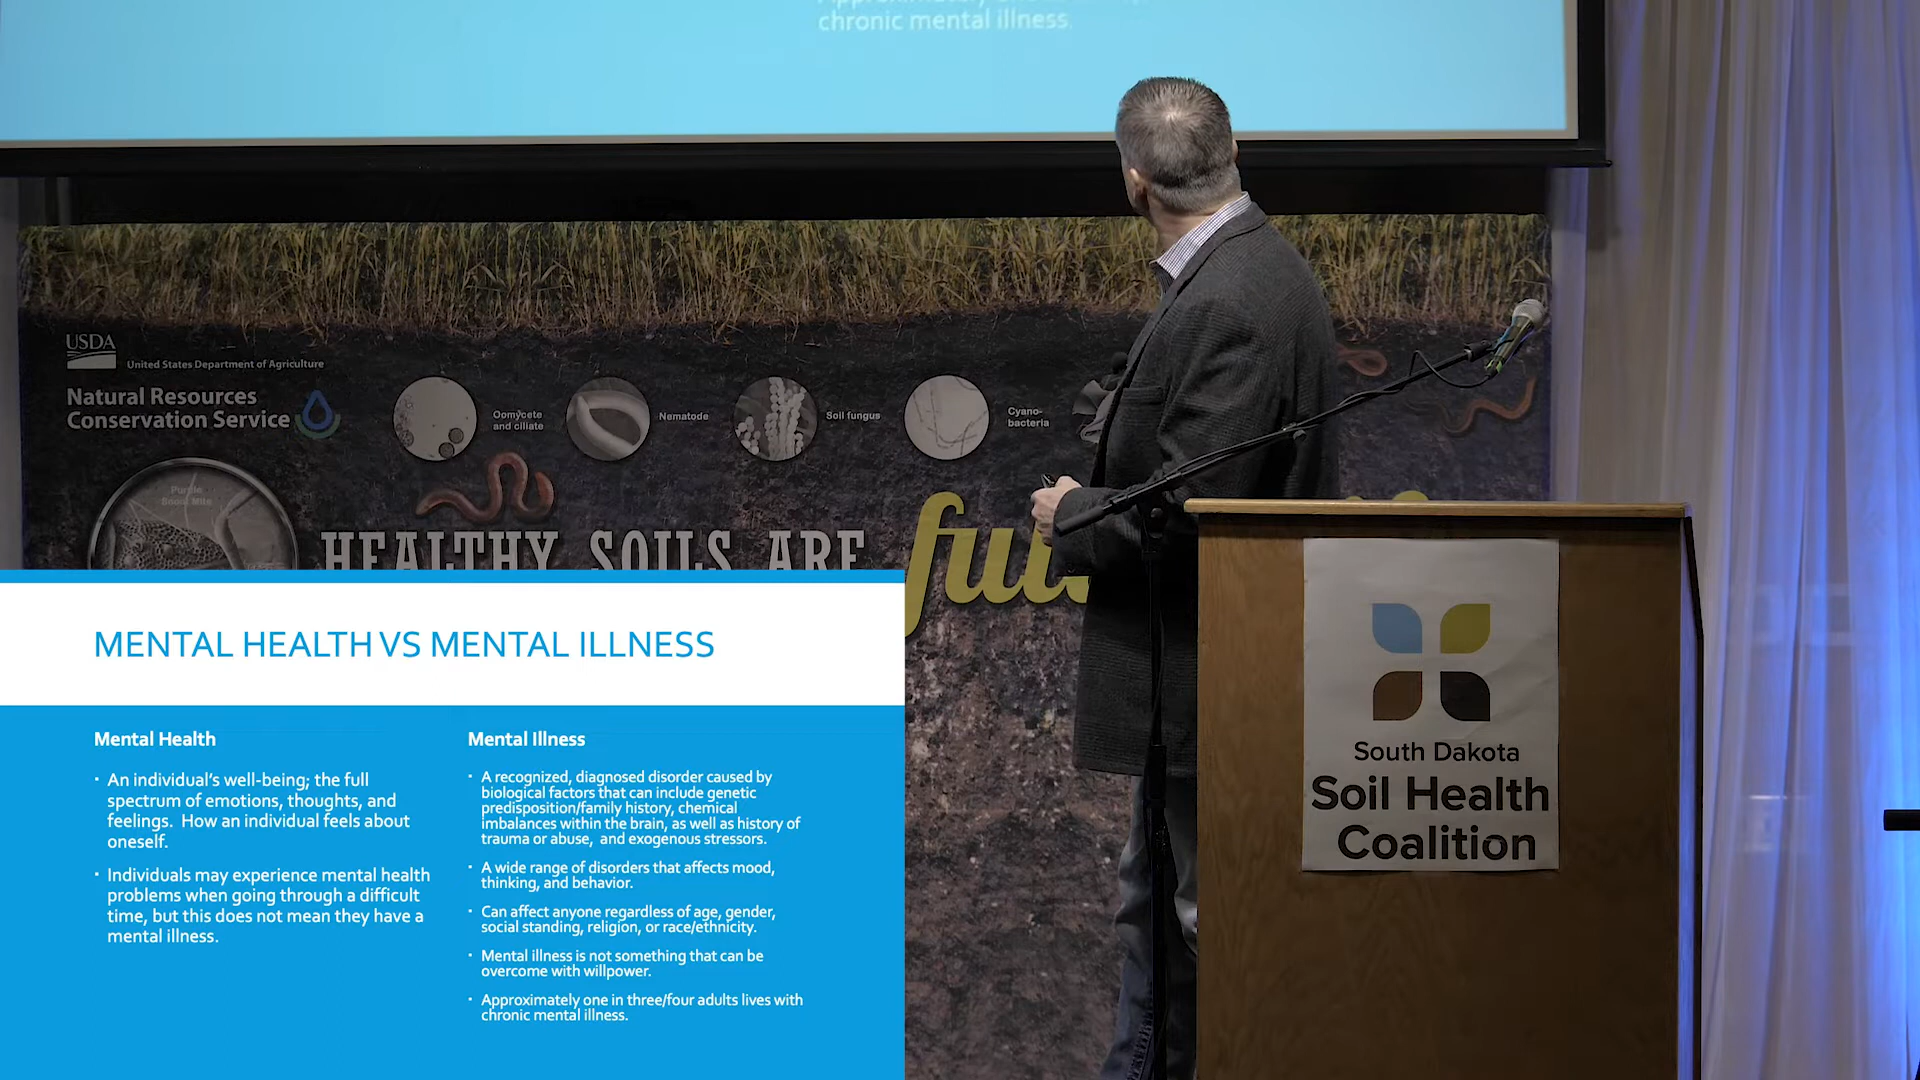 chronic mental illness.
USDA
United States Department of Agriculture
Natural Resources
Conservation Service
Oomycete
and ciliate
Nematode
Soil fungus
Cyano-
bacteria
HEALTHY SOILS ARE
MENTAL HEALTH VS MENTAL ILLNESS
Mental Health
· An individual's well-being; the full
spectrum of emotions, thoughts, and
feelings.  How an individual feels about
oneself.
· Individuals may experience mental health
problems when going through a difficult
time, but this does not mean they have a
mental illness.
Mental Illness
· A recognized, diagnosed disorder caused by
biological factors that can include genetic
predisposition/family history, chemical
imbalances within the brain, as well as history of
trauma or abuse,  and exogenous stressors.
· A wide range of disorders that affects mood,
thinking, and behavior.
· Can affect anyone regardless of age, gender,
social standing, religion, or race/ethnicity.
· Mental illness is not something that can be
overcome with willpower.
· Approximately one in three/four adults lives with
chronic mental illness.
South Dakota
Soil Health
Coalition